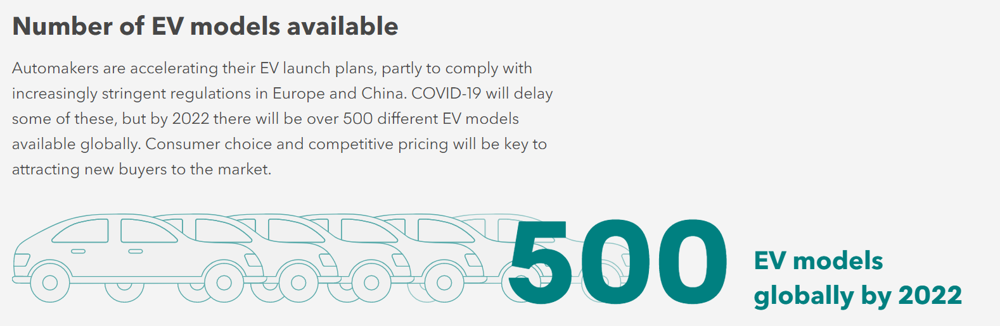 Number of EV models available
Automakers are accelerating their EV launch plans, partly to comply with
increasingly stringent regulations in Europe and China. COVID-19 will delay
some of these, but by 2022 there will be over 500 different EV models
available globally. Consumer choice and competitive pricing will be key to
attracting new buyers to the market.
500
EV models
globally by 2022